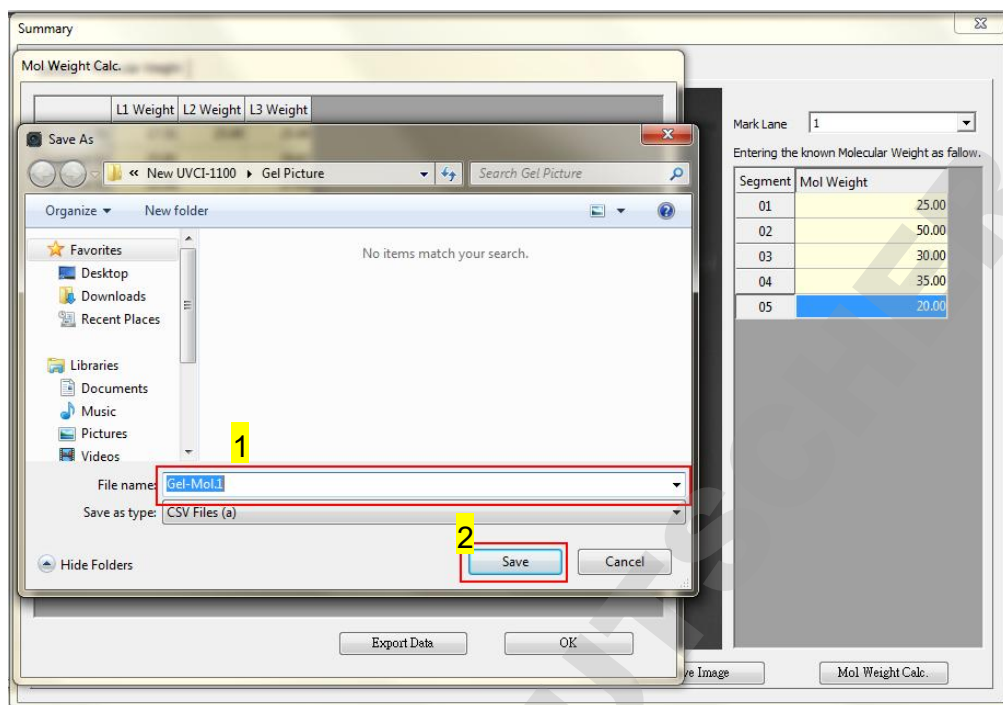 Summary
Mol Weight Calc.
L1 Weight L2 Weight L3 Weight
Save As
« New UVCI-1100 Gel Picture
Search Gel Picture
Organize New folder
Favorites
Desktop
Downloads
Recent Places
Libraries
Documents
Music
Pictures
Videos
No items match your search.
1
File name: Gel-Mol.1
Save as type: CSV Files (a)
2
Hide Folders Save Cancel
Export Data OK
Mark Lane 1
Entering the known Molecular Weight as fallow.
Segment Mol Weight
01 25.00
02 50.00
03 30.00
04 35.00
05 20.00
ve Image Mol Weight Calc.